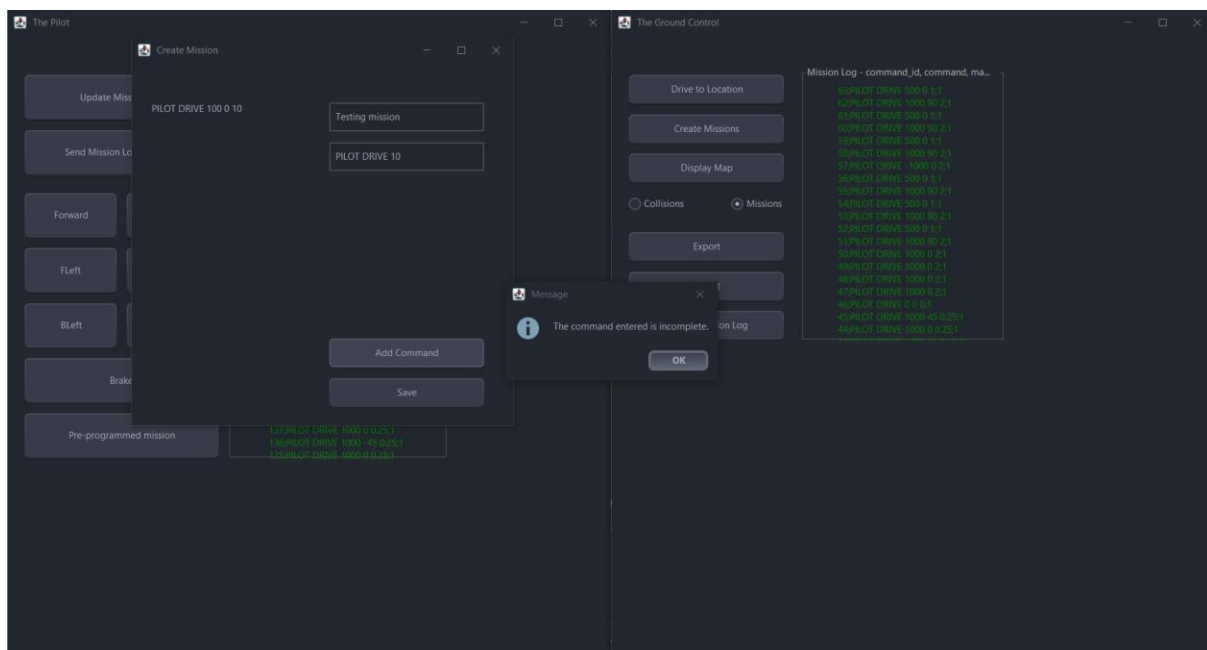 The Pilot
Create Mission
Update Miss
Send Mission Lo
Forward
FLeft
BLeft
Brake
Pre-programmed mission
PILOT DRIVE 100 0 10
Testing mission
PILOT DRIVE 10
Add Command
Save
137;PILOT DRIVE 1000 0 0.25;1
136;PILOT DRIVE 1000 -45 0.25;1
135;PILOT DRIVE 1000 0 0.25;1
Message
The command entered is incomplete.
OK
The Ground Control
Drive to Location
Create Missions
Display Map
Collisions
Missions
Export
on Log
Mission Log - command_id, command, ma...
63;PILOT DRIVE 500 0 1;1
62;PILOT DRIVE 1000 90 2;1
61;PILOT DRIVE 500 0 1;1
60;PILOT DRIVE 1000 90 2;1
59;PILOT DRIVE 500 0 1;1
58;PILOT DRIVE 1000 90 2;1
57;PILOT DRIVE -1000 0 2;1
56;PILOT DRIVE 500 0 1;1
55;PILOT DRIVE 1000 90 2;1
54;PILOT DRIVE 500 0 1;1
53;PILOT DRIVE 1000 90 2;1
52;PILOT DRIVE 500 0 1;1
51;PILOT DRIVE 1000 90 2;1
50;PILOT DRIVE 1000 0 2;1
49;PILOT DRIVE 1000 0 2;1
48;PILOT DRIVE 1000 0 2;1
47;PILOT DRIVE 1000 0 2;1
46;PILOT DRIVE 0 0 0;1
45;PILOT DRIVE 1000 45 0.25;1
44;PILOT DRIVE 1000 0 0.25;1